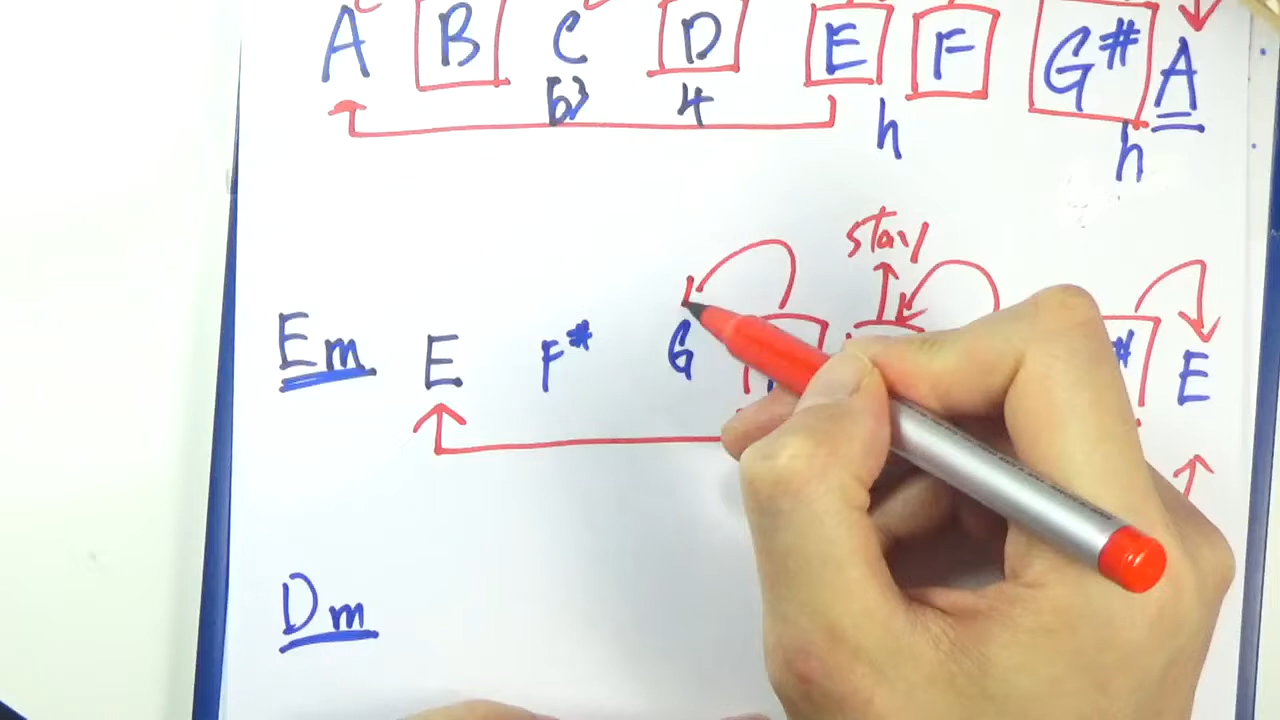 A B C D E F G# A
b3 4 h h
stay
Em E F# G # E
Dm